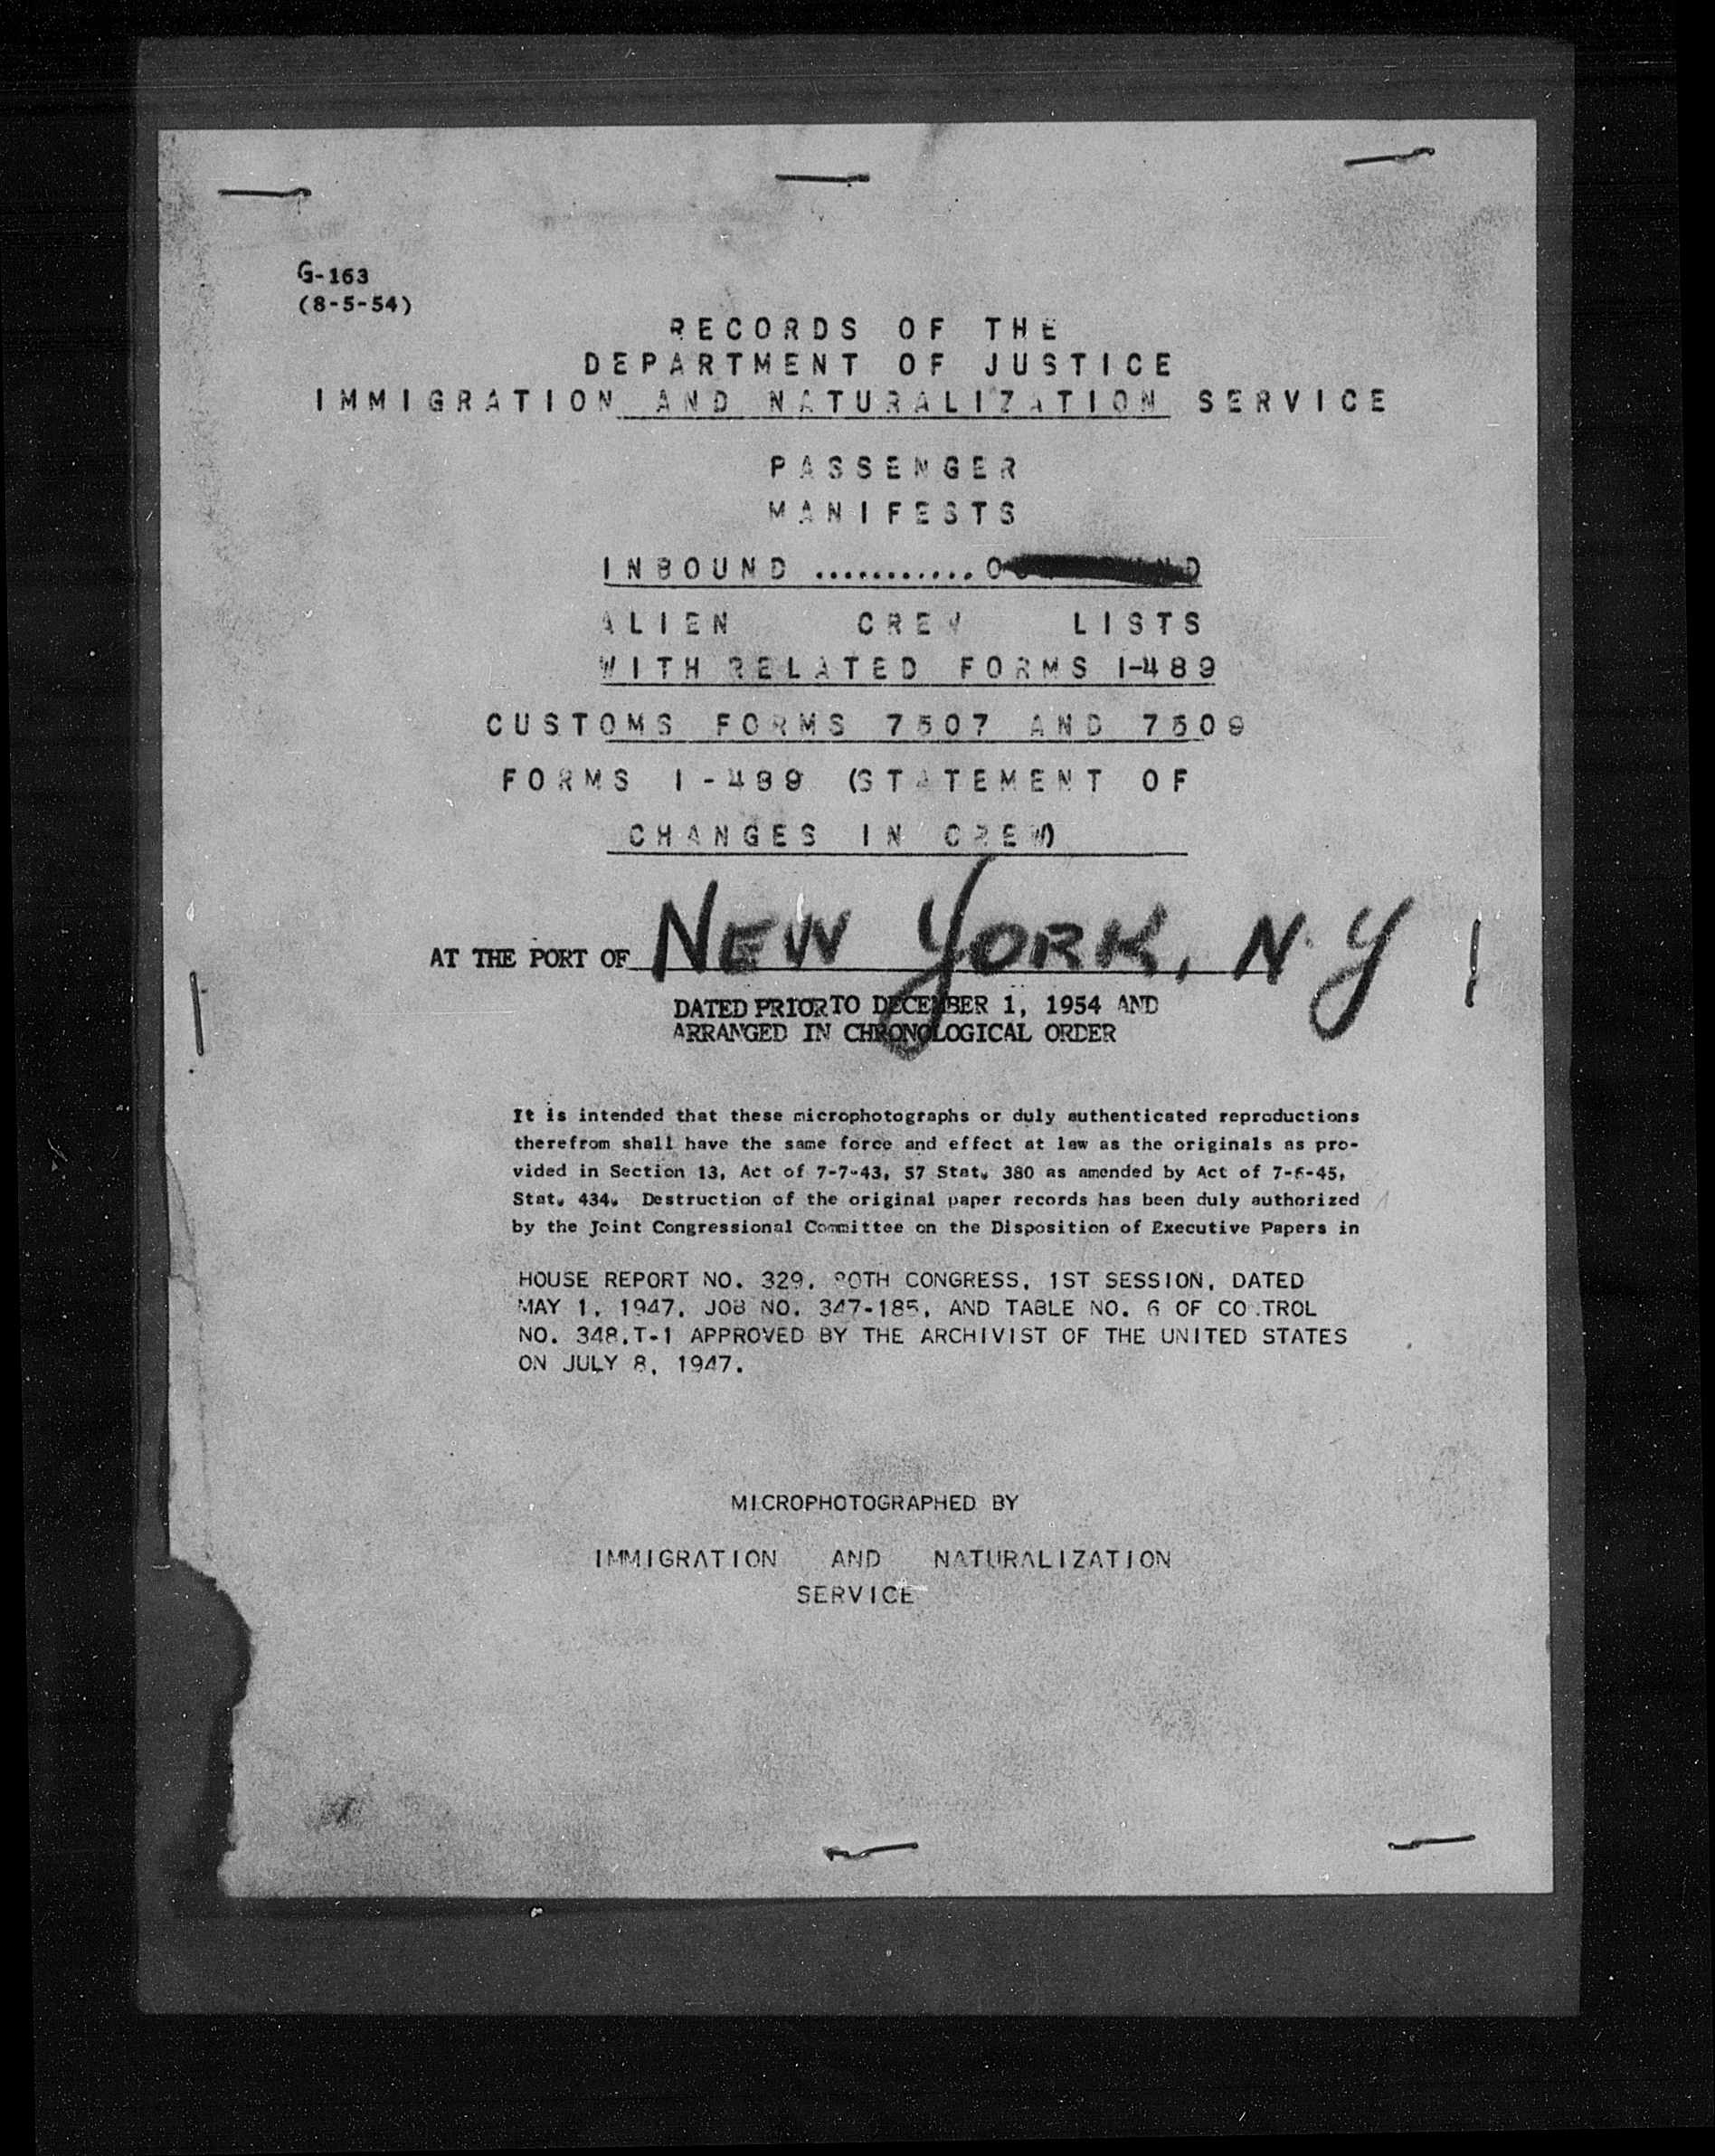 G-163
(8-5-54)
RECORDS OF THE
DEPARTMENT OF JUSTICE
IMMIGRATION AND NATURALIZATION SERVICE
PASSENGER
MANIFESTS
INBOUND ...........
ALIEN CREW LISTS
WITH RELATED FORMS I-489
CUSTOMS FORMS 7507 AND 7509
FORMS I-489 (STATEMENT OF
CHANGES IN CREW)
AT THE PORT OF NEW YORK, N.Y
DATED PRIOR TO DECEMBER 1, 1954 AND
ARRANGED IN CHRONOLOGICAL ORDER
It is intended that these microphotographs or duly authenticated reproductions
therefrom shall have the same force and effect at law as the originals as pro-
vided in Section 13, Act of 7-7-43, 57 Stat. 380 as amended by Act of 7-6-45,
Stat. 434. Destruction of the original paper records has been duly authorized
by the Joint Congressional Committee on the Disposition of Executive Papers in
HOUSE REPORT NO. 329, 80TH CONGRESS, 1ST SESSION, DATED
MAY 1, 1947, JOB NO. 347-185, AND TABLE NO. 6 OF CO.TROL
NO. 348,T-1 APPROVED BY THE ARCHIVIST OF THE UNITED STATES
ON JULY 8, 1947.
MICROPHOTOGRAPHED BY
IMMIGRATION AND NATURALIZATION
SERVICE